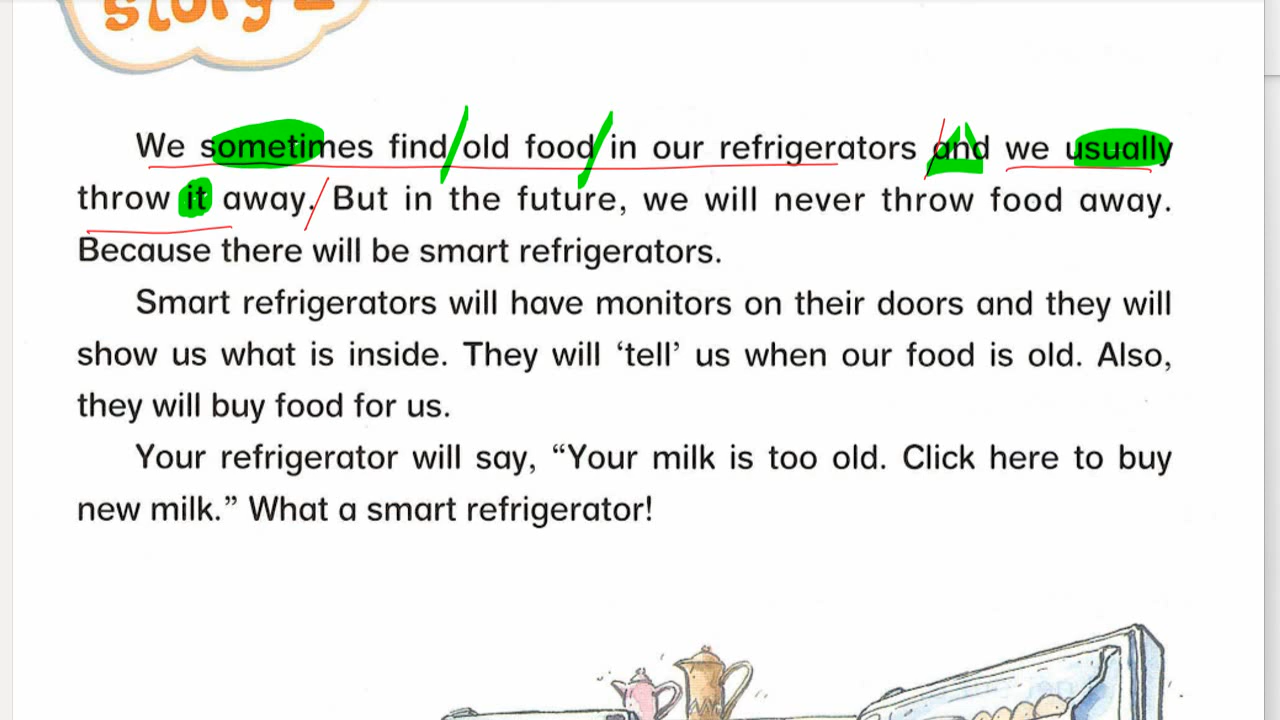 story 2
We sometimes find old food in our refrigerators and we usually
throw it away. But in the future, we will never throw food away.
Because there will be smart refrigerators.
Smart refrigerators will have monitors on their doors and they will
show us what is inside. They will ‘tell’ us when our food is old. Also,
they will buy food for us.
Your refrigerator will say, “Your milk is too old. Click here to buy
new milk.” What a smart refrigerator!